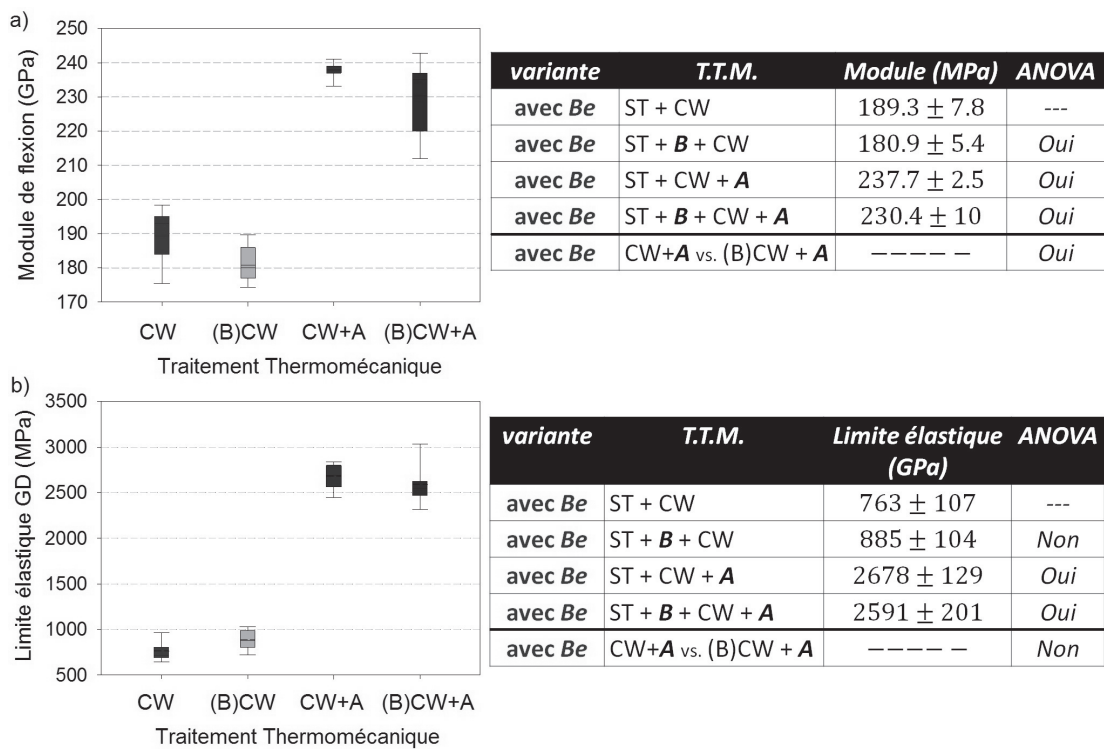 a)
Module de flexion (GPa)
250
240
230
220
210
200
190
180
170
CW (B)CW CW+A (B)CW+A
Traitement Thermomécanique
variante T.T.M. Module (MPa) ANOVA
avec Be ST + CW 189.3 ± 7.8 ---
avec Be ST + B + CW 180.9 ± 5.4 Oui
avec Be ST + CW + A 237.7 ± 2.5 Oui
avec Be ST + B + CW + A 230.4 ± 10 Oui
avec Be CW+A vs. (B)CW + A ————— Oui
b)
Limite élastique GD (MPa)
3500
3000
2500
2000
1500
1000
500
CW (B)CW CW+A (B)CW+A
Traitement Thermomécanique
variante T.T.M. Limite élastique ANOVA
(GPa)
avec Be ST + CW 763 ± 107 ---
avec Be ST + B + CW 885 ± 104 Non
avec Be ST + CW + A 2678 ± 129 Oui
avec Be ST + B + CW + A 2591 ± 201 Oui
avec Be CW+A vs. (B)CW + A ————— Non